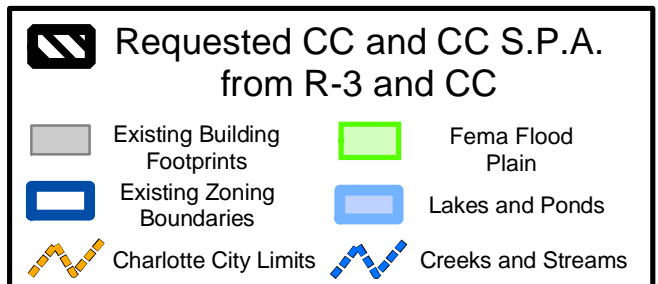 Requested CC and CC S.P.A.
from R-3 and CC
Existing Building
Footprints
Fema Flood
Plain
Existing Zoning
Boundaries
Lakes and Ponds
Charlotte City Limits
Creeks and Streams